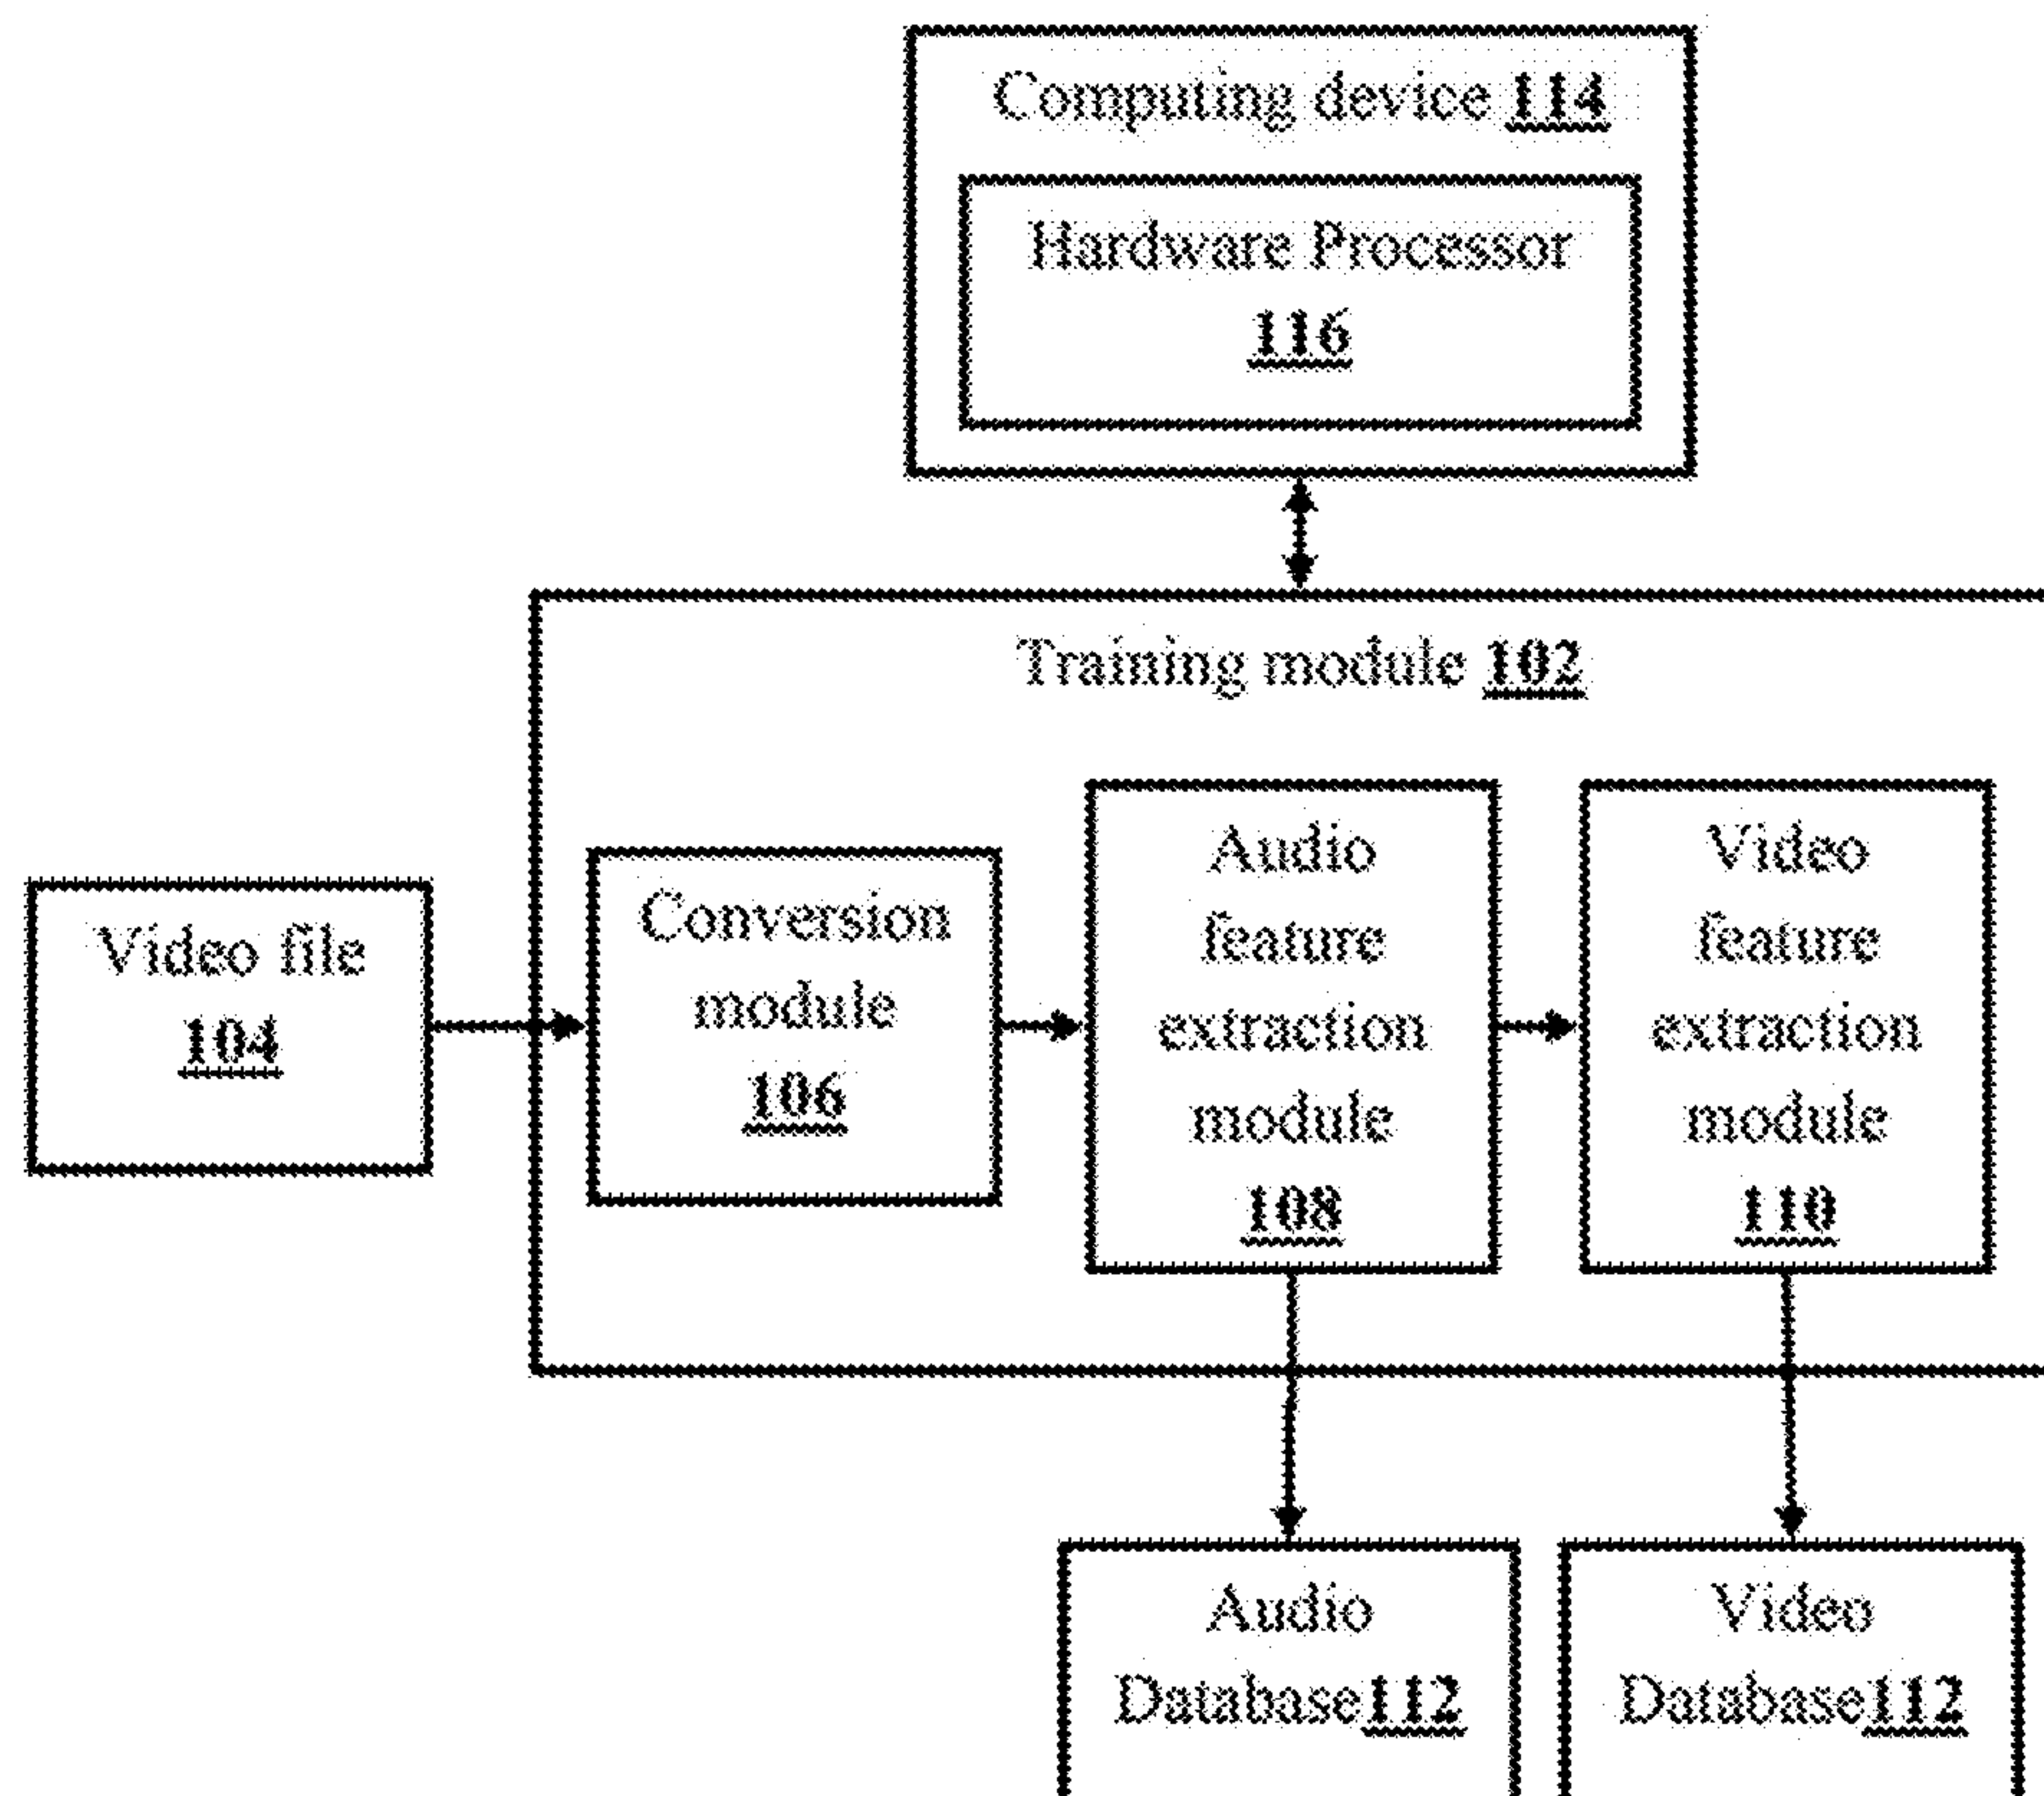 Computing device 114
Hardware Processor
116
Training module 102
Video file
104
Conversion
module
106
Audio
feature
extraction
module
108
Video
feature
extraction
module
110
Audio
Database112
Video
Database112